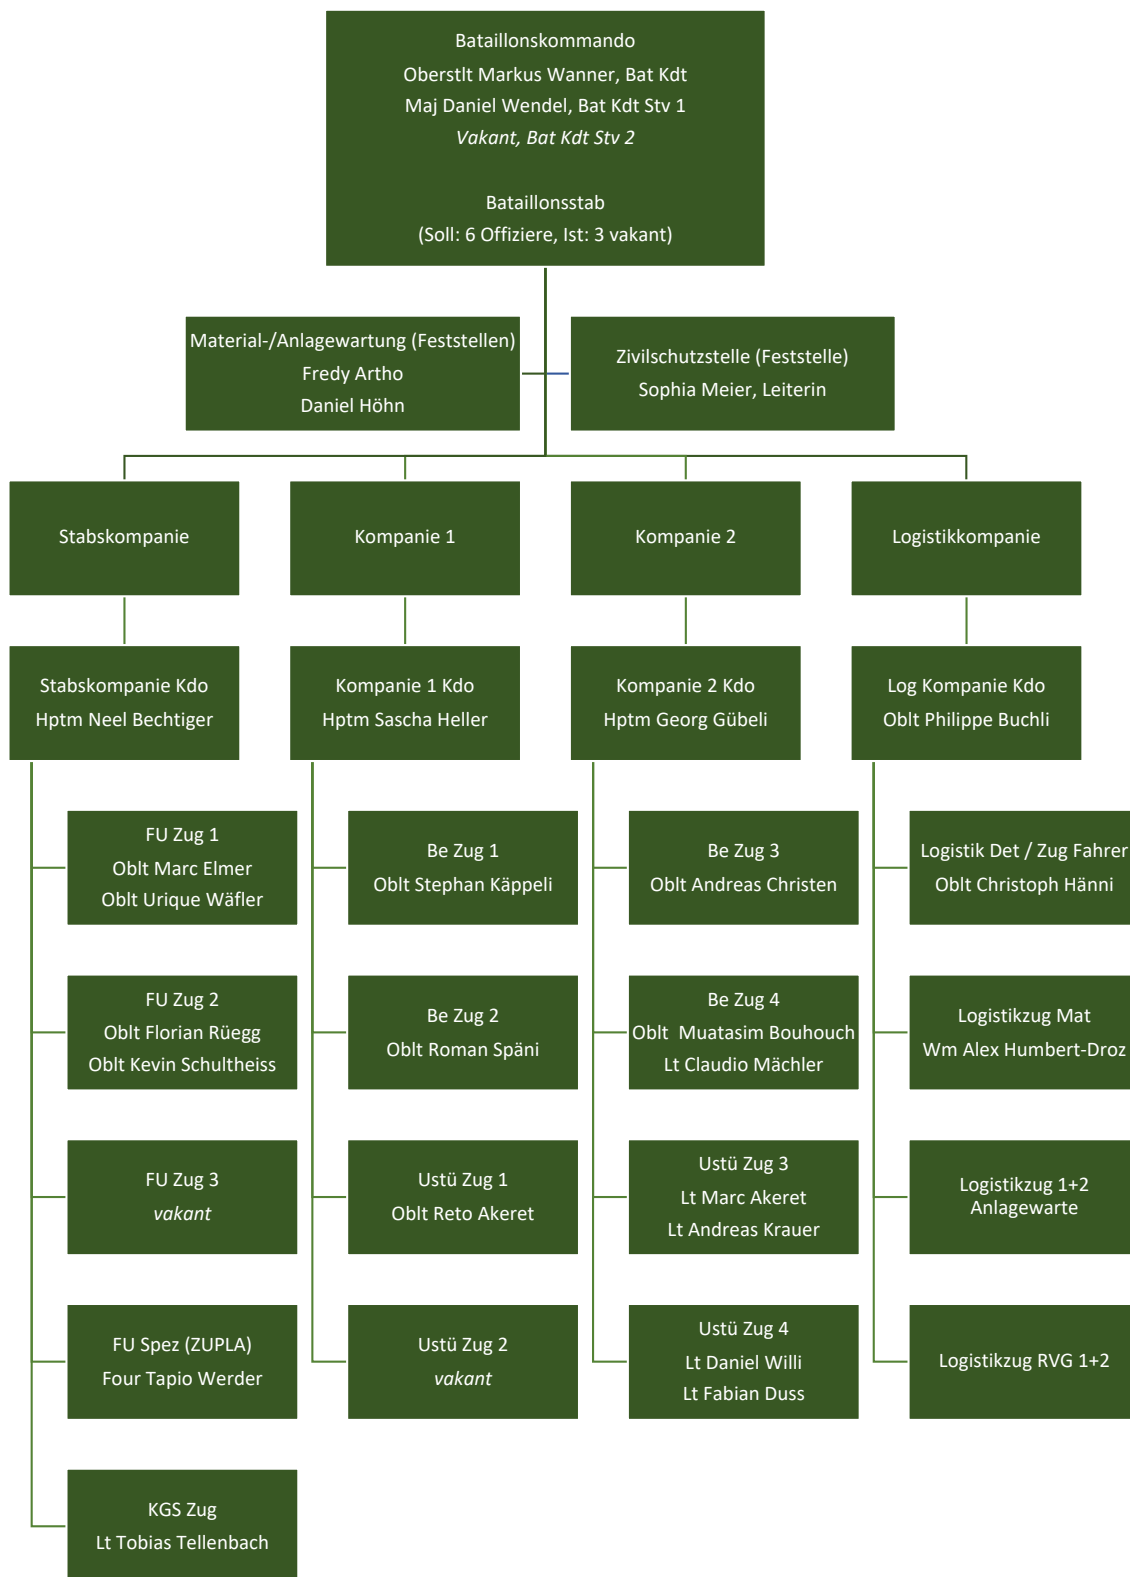 Bataillonskommando
Oberstlt Markus Wanner, Bat Kdt
Maj Daniel Wendel, Bat Kdt Stv 1
Vakant, Bat Kdt Stv 2
Bataillonsstab
(Soll: 6 Offiziere, Ist: 3 vakant)
Material-/Anlagewartung (Feststellen)
Fredy Artho
Daniel Höhn
Zivilschutzstelle (Feststelle)
Sophia Meier, Leiterin
Stabskompanie
Kompanie 1
Kompanie 2
Logistikkompanie
Stabskompanie Kdo
Hptm Neel Bechtiger
Kompanie 1 Kdo
Hptm Sascha Heller
Kompanie 2 Kdo
Hptm Georg Gübeli
Log Kompanie Kdo
Oblt Philippe Buchli
FU Zug 1
Oblt Marc Elmer
Oblt Urique Wäfler
Be Zug 1
Oblt Stephan Käppeli
Be Zug 3
Oblt Andreas Christen
Logistik Det / Zug Fahrer
Oblt Christoph Hänni
FU Zug 2
Oblt Florian Rüegg
Oblt Kevin Schultheiss
Be Zug 2
Oblt Roman Späni
Be Zug 4
Oblt  Muatasim Bouhouch
Lt Claudio Mächler
Logistikzug Mat
Wm Alex Humbert-Droz
FU Zug 3
vakant
Ustü Zug 1
Oblt Reto Akeret
Ustü Zug 3
Lt Marc Akeret
Lt Andreas Krauer
Logistikzug 1+2
Anlagewarte
FU Spez (ZUPLA)
Four Tapio Werder
Ustü Zug 2
vakant
Ustü Zug 4
Lt Daniel Willi
Lt Fabian Duss
Logistikzug RVG 1+2
KGS Zug
Lt Tobias Tellenbach